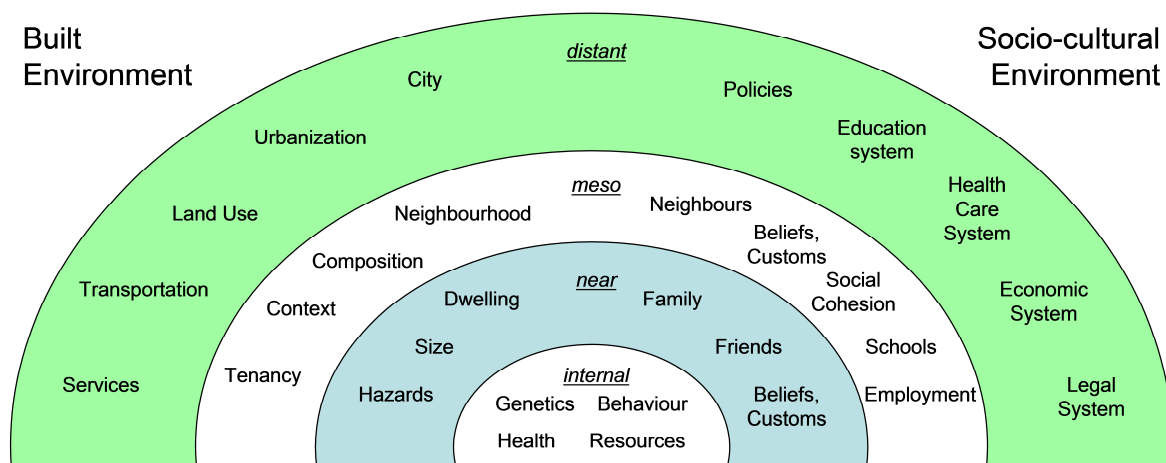 Built
Environment
Socio-cultural
Environment
distant
City
Policies
Urbanization
Education
system
Land Use
Health
Care
System
Transportation
Economic
System
Services
Legal
System
meso
Neighbourhood
Neighbours
Composition
Beliefs,
Customs
Context
Social
Cohesion
Tenancy
Schools
Employment
near
Dwelling
Family
Size
Friends
Hazards
Beliefs,
Customs
internal
Genetics
Behaviour
Health
Resources